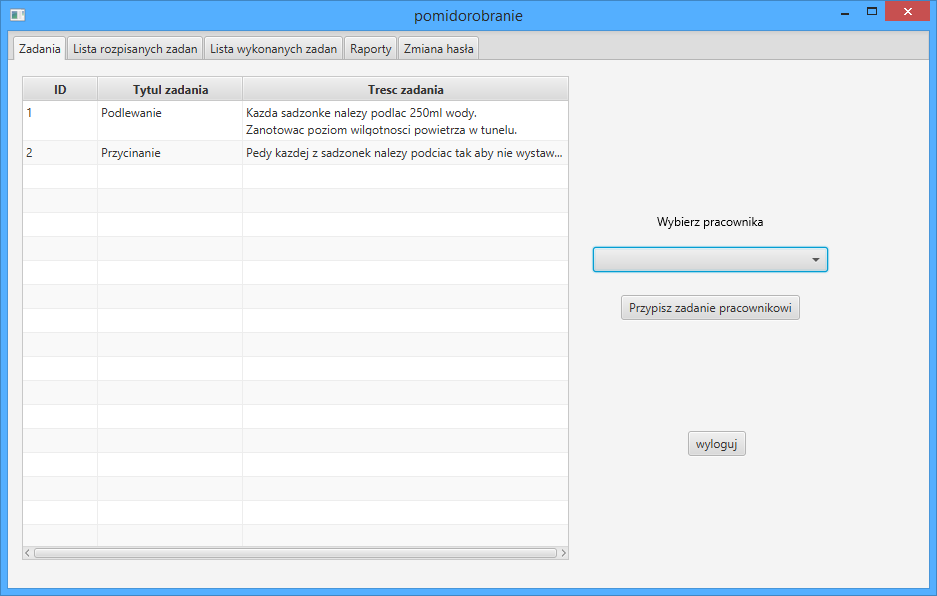 pomidorobranie
Zadania Lista rozpisanych zadan Lista wykonanych zadan Raporty Zmiana hasła
ID Tytul zadania Tresc zadania
1 Podlewanie Kazda sadzonke nalezy podlac 250ml wody.
Zanotowac poziom wilgotnosci powietrza w tunelu.
2 Przycinanie Pedy kazdej z sadzonek nalezy podciac tak aby nie wystaw...
Wybierz pracownika
Przypisz zadanie pracownikowi
wyloguj